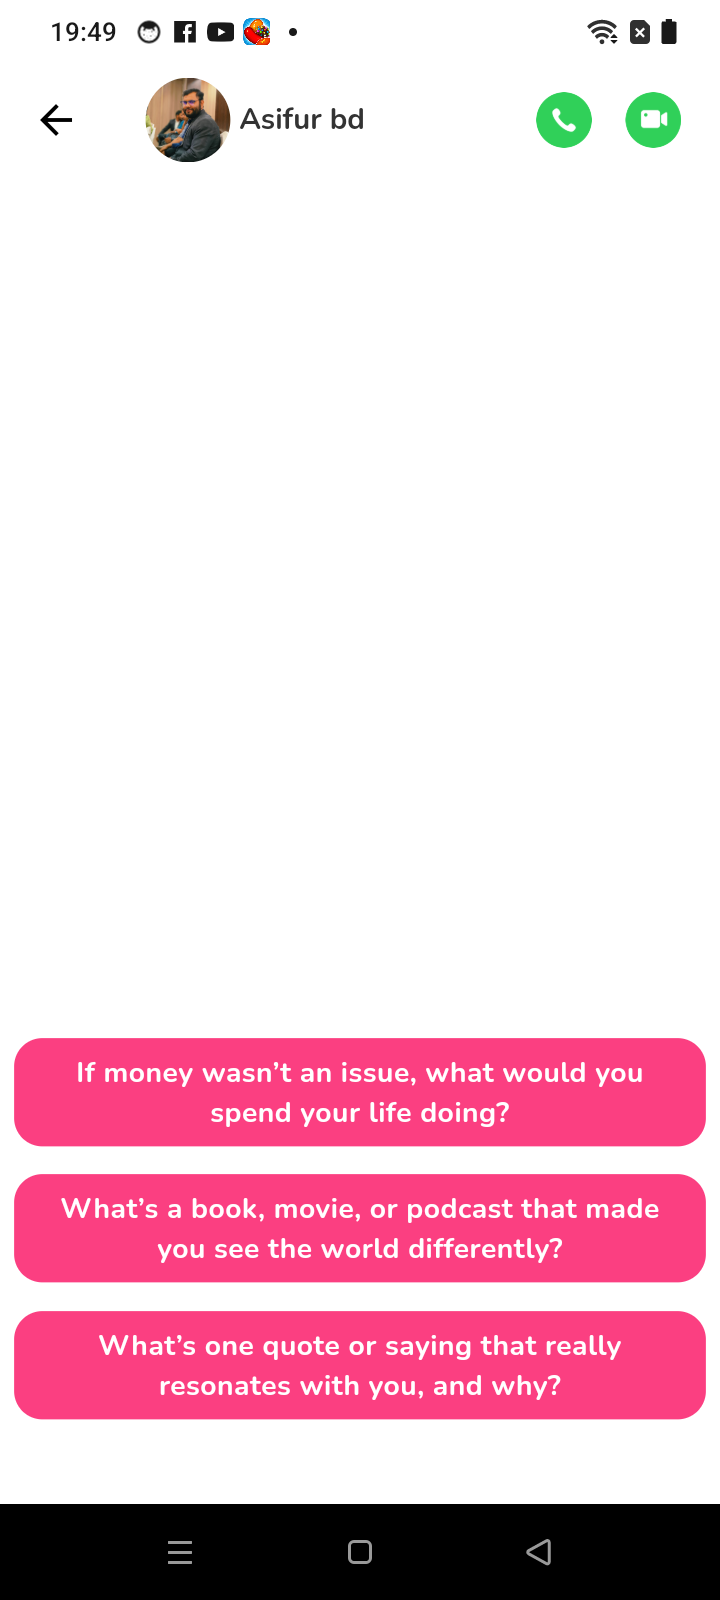 19:49
Asifur bd
If money wasn’t an issue, what would you
spend your life doing?
What’s a book, movie, or podcast that made
you see the world differently?
What’s one quote or saying that really
resonates with you, and why?